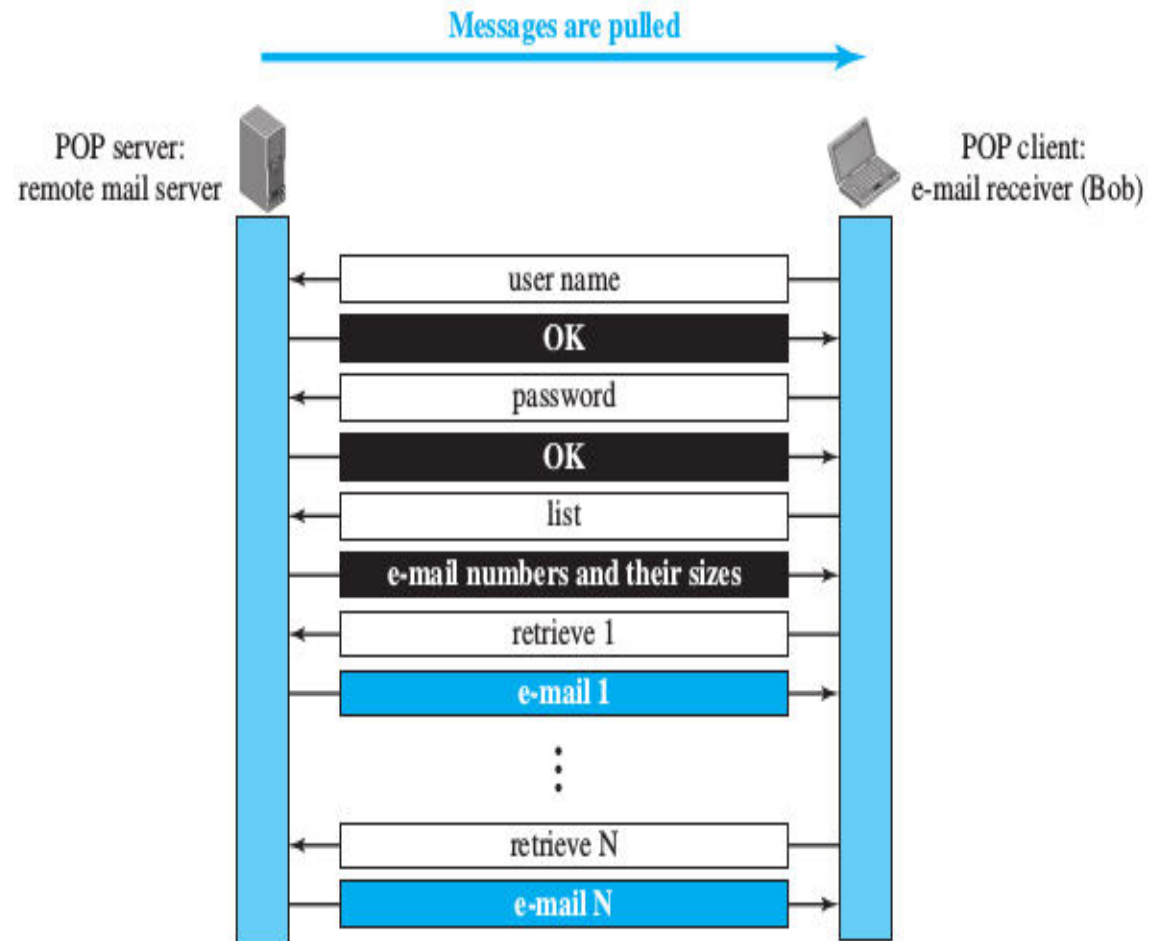 Messages are pulled
POP server:
remote mail server
POP client:
e-mail receiver (Bob)
user name
OK
password
OK
list
e-mail numbers and their sizes
retrieve 1
e-mail 1
retrieve N
e-mail N